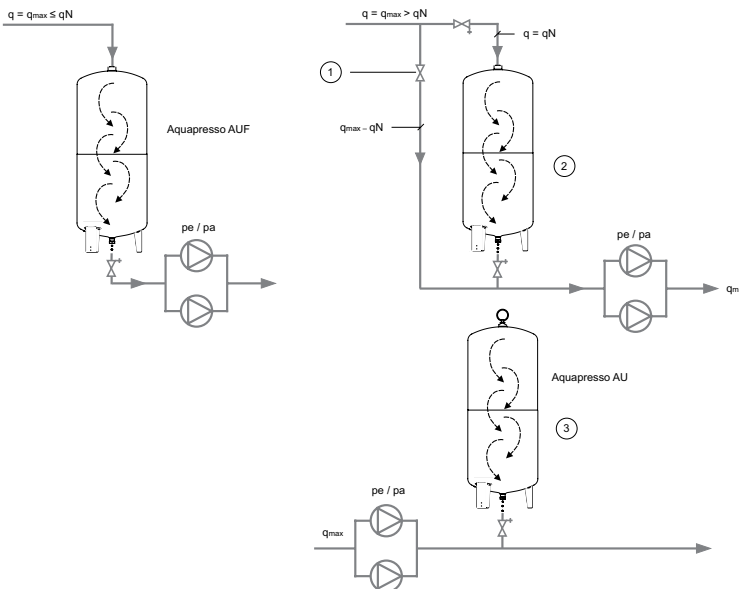 q = qmax ≤ qN
Aquapresso AUF
pe / pa
q = qmax > qN
q = qN
1
qmax – qN
2
pe / pa
qm
Aquapresso AU
3
pe / pa
qmax